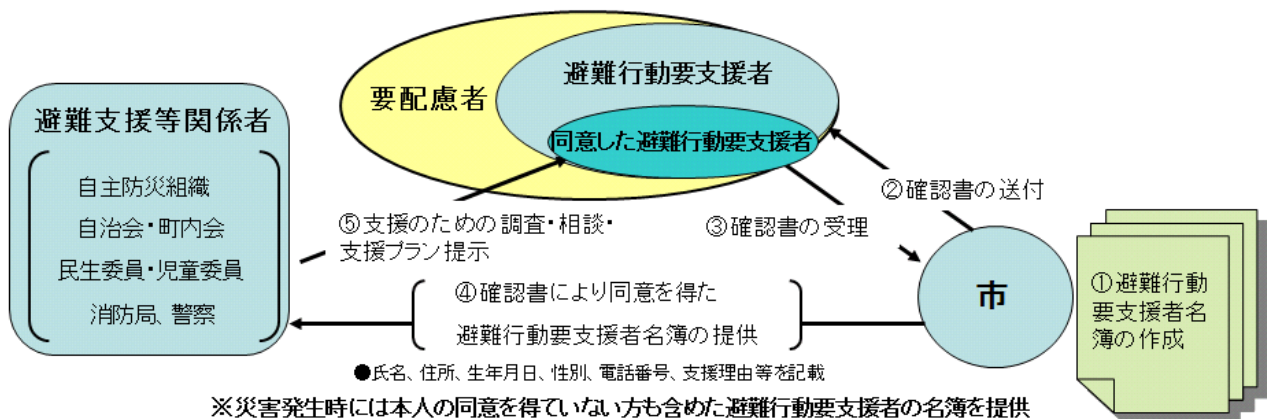 避難支援等関係者
自主防災組織
自治会・町内会
民生委員・児童委員
消防局、警察
要配慮者
避難行動要支援者
同意した避難行動要支援者
②確認書の送付
③確認書の受理
⑤支援のための調査・相談・
支援プラン提示
④確認書により同意を得た
避難行動要支援者名簿の提供
市
①避難行動
要支援者名
簿の作成
●氏名、住所、生年月日、性別、電話番号、支援理由等を記載
※災害発生時には本人の同意を得ていない方も含めた避難行動要支援者の名簿を提供